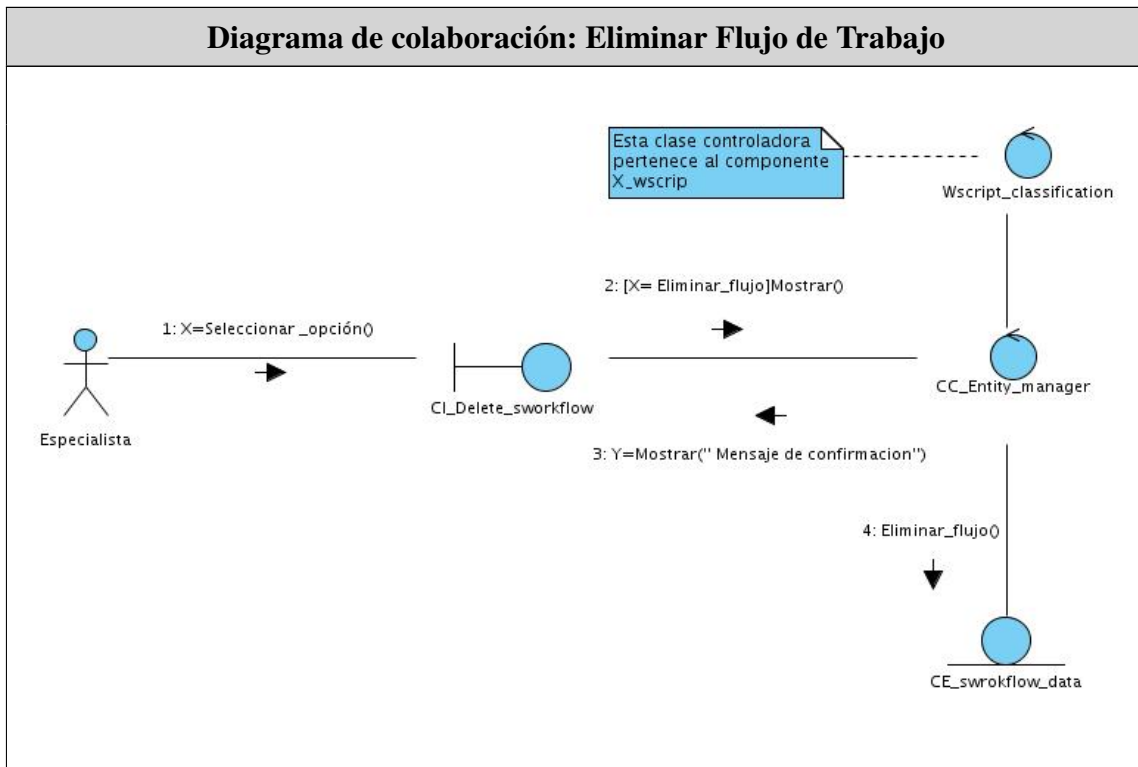 Diagrama de colaboración: Eliminar Flujo de Trabajo
Esta clase controladora
pertenece al componente
X_wscrip
Wscript_classification
2: [X= Eliminar_flujo]Mostrar()
1: X=Seleccionar _opción()
CI_Delete_sworkflow
CC_Entity_manager
Especialista
3: Y=Mostrar(" Mensaje de confirmacion")
4: Eliminar_flujo()
CE_swrokflow_data